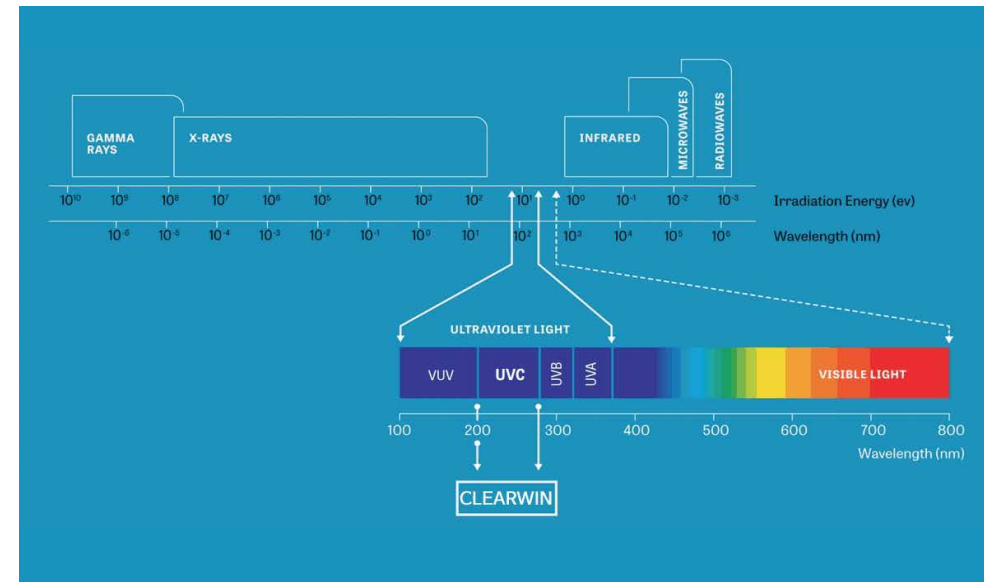 GAMMA
RAYS
X-RAYS
INFRARED
MICROWAVES
RADIOWAVES
10¹⁰ 10⁹ 10⁸ 10⁷ 10⁶ 10⁵ 10⁴ 10³ 10² 10¹ 10⁰ 10⁻¹ 10⁻² 10⁻³ Irradiation Energy (ev)
10⁻⁶ 10⁻⁵ 10⁻⁴ 10⁻³ 10⁻² 10⁻¹ 10⁰ 10¹ 10² 10³ 10⁴ 10⁵ 10⁶ Wavelength (nm)
ULTRAVIOLET LIGHT
VUV UVC UVB UVA VISIBLE LIGHT
100 200 300 400 500 600 700 800
Wavelength (nm)
CLEARWIN